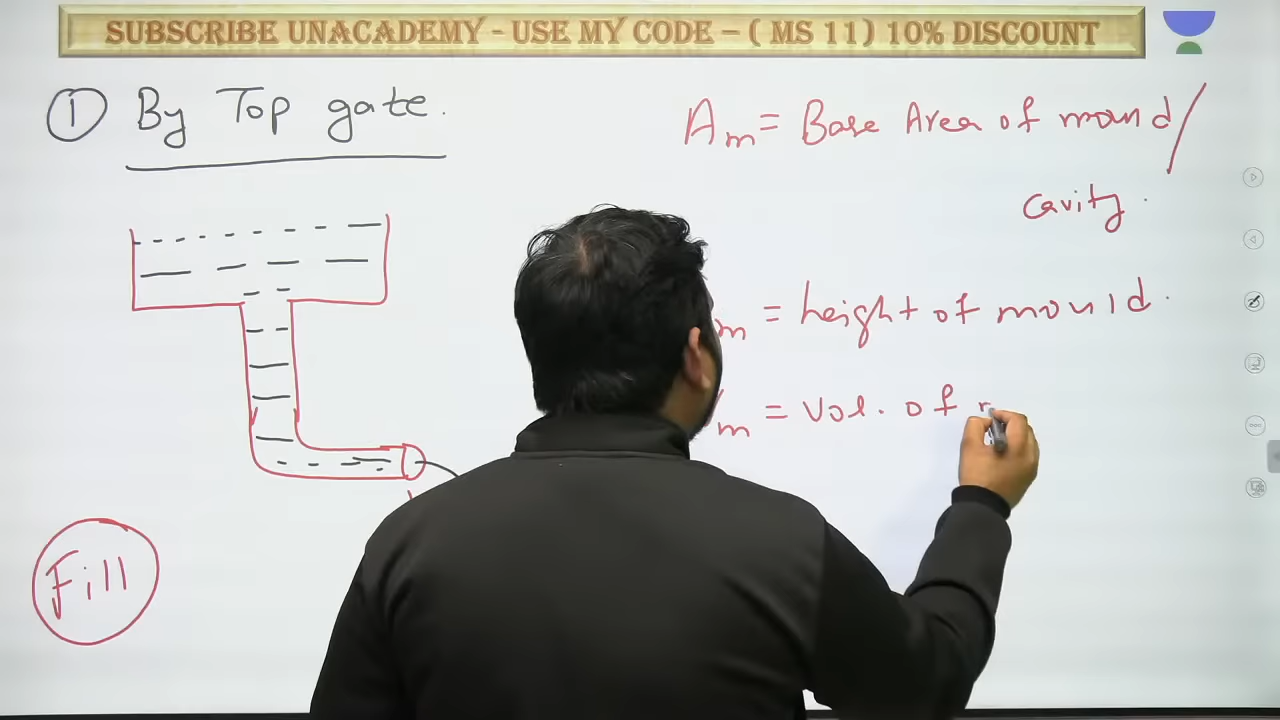 SUBSCRIBE UNACADEMY - USE MY CODE – ( MS 11) 10% DISCOUNT
① By Top gate.
Am = Base Area of mould /
cavity.
m = height of mould.
m = Vol. of
Fill